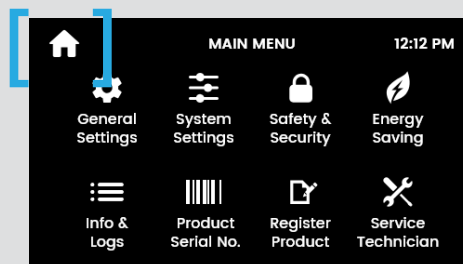 MAIN MENU 12:12 PM
General Settings
System Settings
Safety & Security
Energy Saving
Info & Logs
Product Serial No.
Register Product
Service Technician